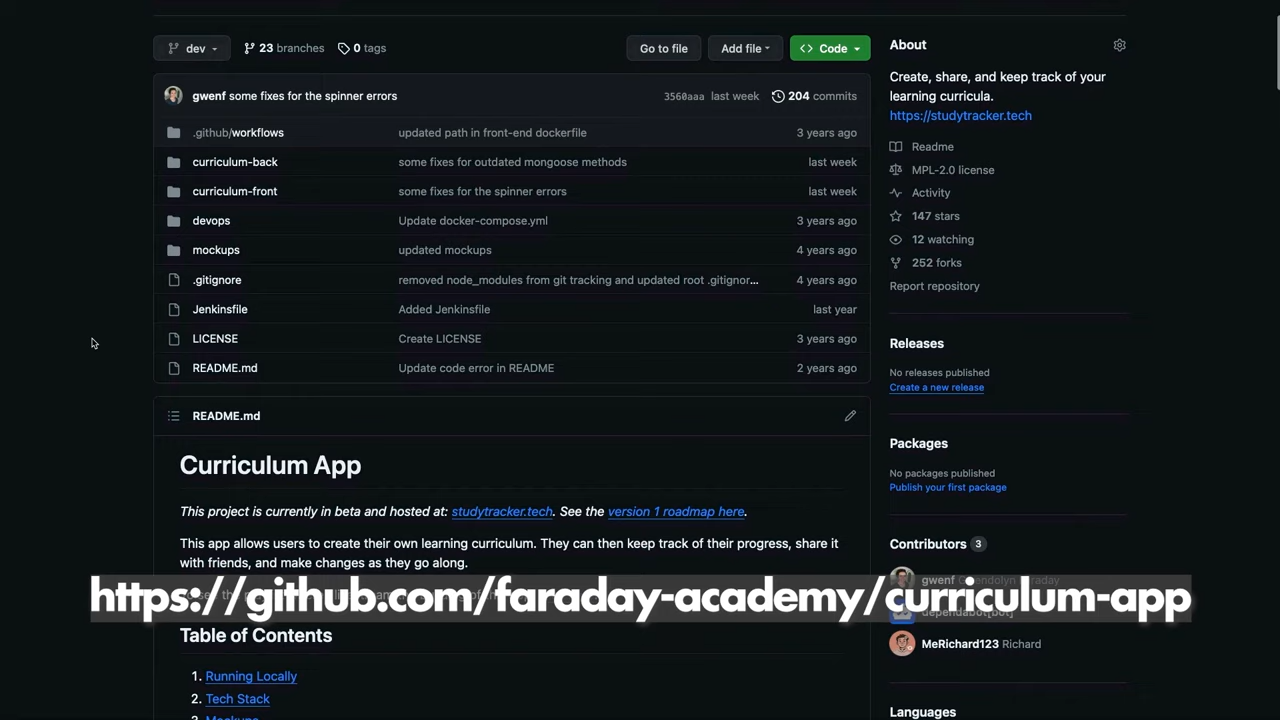 dev
23 branches
0 tags
Go to file
Add file
Code
gwenf some fixes for the spinner errors
3560aaa last week
204 commits
.github/workflows updated path in front-end dockerfile 3 years ago
curriculum-back some fixes for outdated mongoose methods last week
curriculum-front some fixes for the spinner errors last week
devops Update docker-compose.yml 3 years ago
mockups updated mockups 4 years ago
.gitignore removed node_modules from git tracking and updated root .gitignor... 4 years ago
Jenkinsfile Added Jenkinsfile last year
LICENSE Create LICENSE 3 years ago
README.md Update code error in README 2 years ago
README.md
Curriculum App
This project is currently in beta and hosted at: studytracker.tech. See the version 1 roadmap here.
This app allows users to create their own learning curriculum. They can then keep track of their progress, share it
with friends, and make changes as they go along.
https://github.com/faraday-academy/curriculum-app
Table of Contents
1. Running Locally
2. Tech Stack
3. Mockups
About
Create, share, and keep track of your
learning curricula.
https://studytracker.tech
Readme
MPL-2.0 license
Activity
147 stars
12 watching
252 forks
Report repository
Releases
No releases published
Create a new release
Packages
No packages published
Publish your first package
Contributors 3
gwenf Gwendolyn Faraday
dependabot[bot]
MeRichard123 Richard
Languages